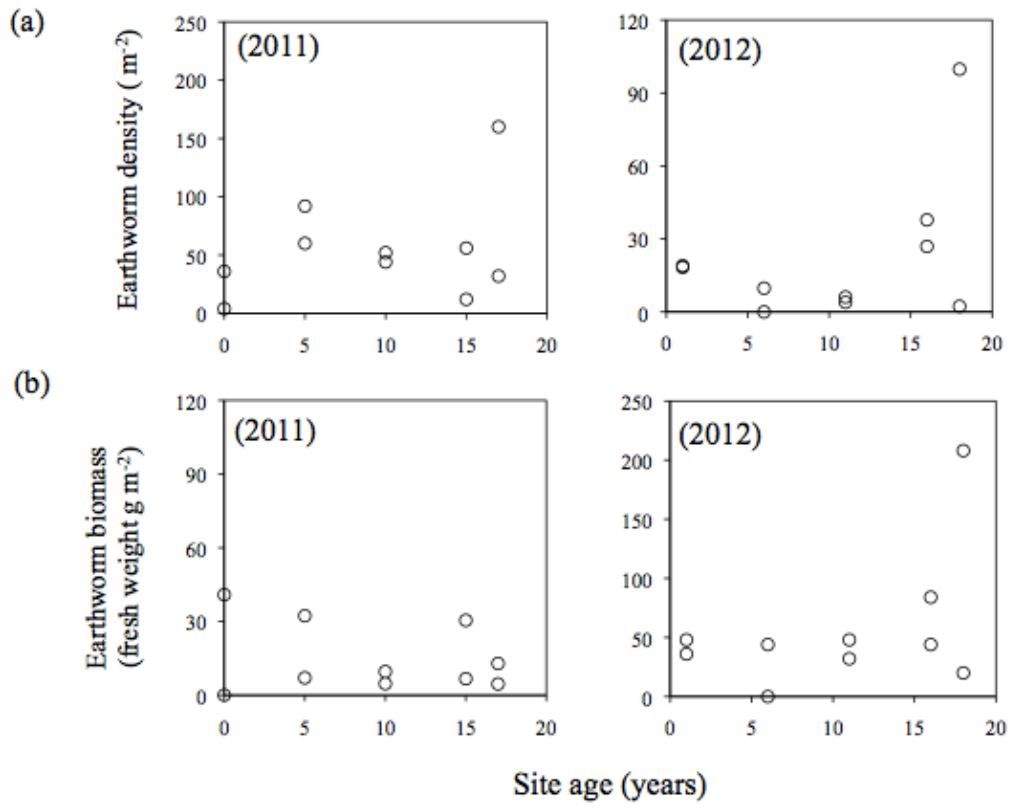 (a)
Earthworm density ( m-2)
(2011)
250
200
150
100
50
0
0 5 10 15 20
(2012)
120
90
60
30
0
0 5 10 15 20
(b)
Earthworm biomass
(fresh weight g m-2)
(2011)
120
90
60
30
0
0 5 10 15 20
(2012)
250
200
150
100
50
0
0 5 10 15 20
Site age (years)